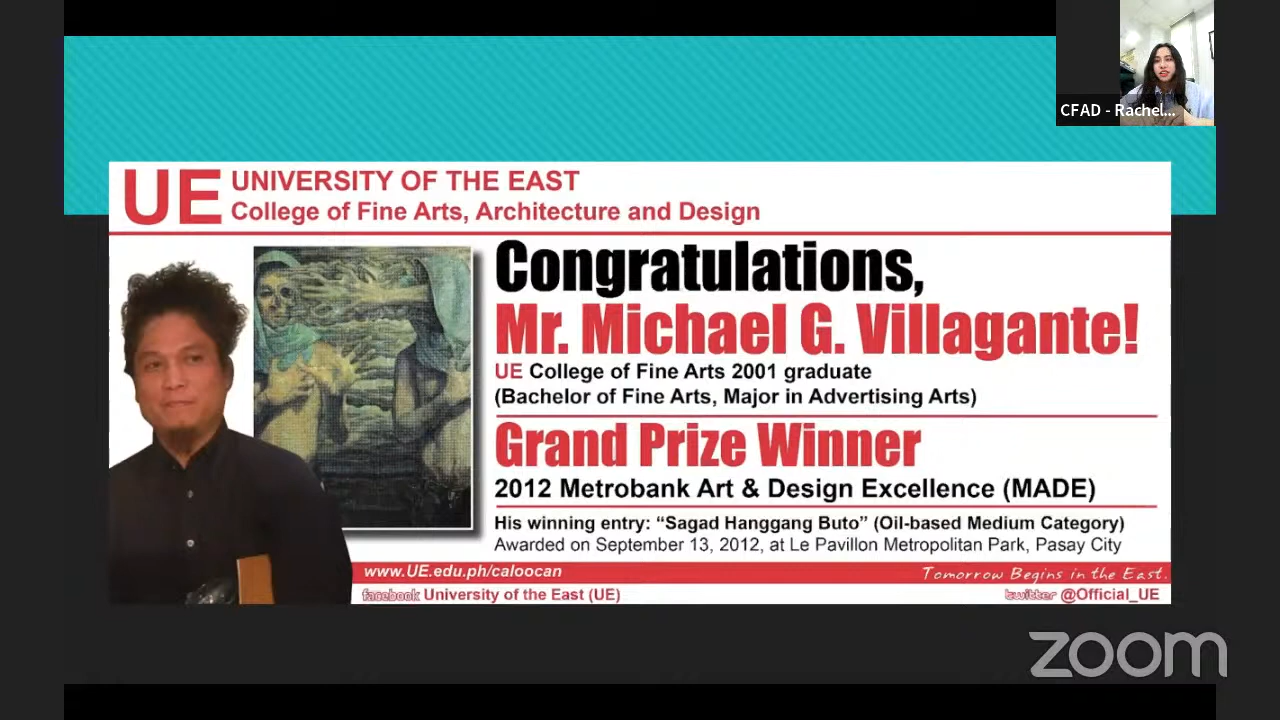 CFAD - Rachel...
UE
UNIVERSITY OF THE EAST
College of Fine Arts, Architecture and Design
Congratulations,
Mr. Michael G. Villagante!
UE College of Fine Arts 2001 graduate
(Bachelor of Fine Arts, Major in Advertising Arts)
Grand Prize Winner
2012 Metrobank Art & Design Excellence (MADE)
His winning entry: “Sagad Hanggang Buto” (Oil-based Medium Category)
Awarded on September 13, 2012, at Le Pavillon Metropolitan Park, Pasay City
www.UE.edu.ph/caloocan
Tomorrow Begins in the East.
facebook University of the East (UE)
twitter @Official_UE
zoom